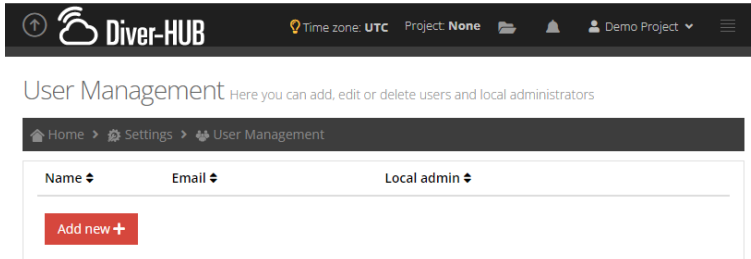 Diver-HUB Time zone: UTC Project: None Demo Project
User Management Here you can add, edit or delete users and local administrators
Home > Settings > User Management
Name Email Local admin
Add new +